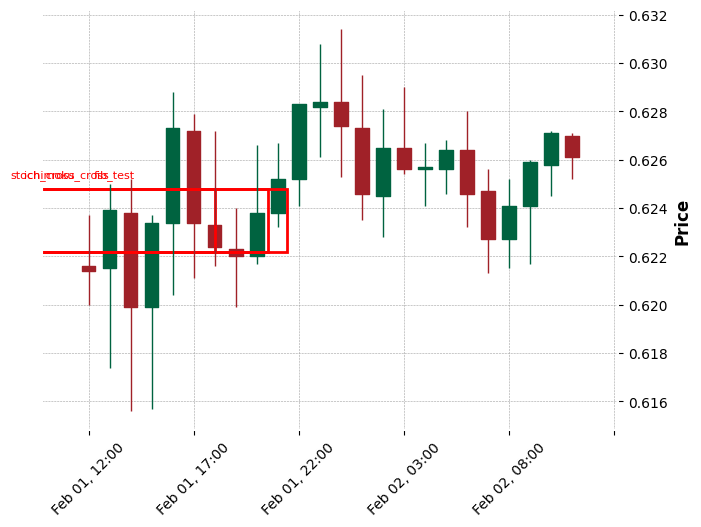 0.632
0.630
0.628
0.626
0.624
0.622
0.620
0.618
0.616
Price
fib_test
Feb 01, 12:00
Feb 01, 17:00
Feb 01, 22:00
Feb 02, 03:00
Feb 02, 08:00